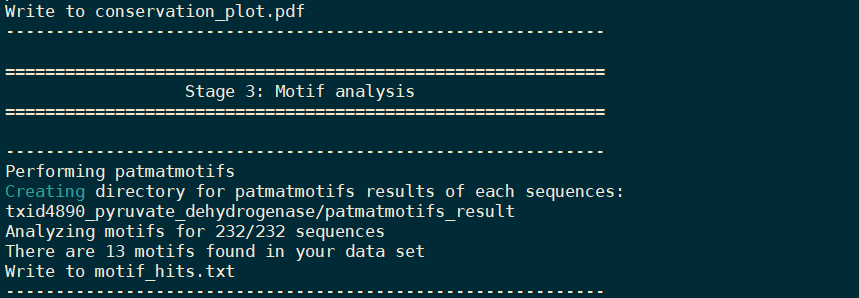 Write to conservation_plot.pdf
------------------------------------------------------------
============================================================
Stage 3: Motif analysis
============================================================
------------------------------------------------------------
Performing patmatmotifs
Creating directory for patmatmotifs results of each sequences:
txid4890_pyruvate_dehydrogenase/patmatmotifs_result
Analyzing motifs for 232/232 sequences
There are 13 motifs found in your data set
Write to motif_hits.txt
------------------------------------------------------------